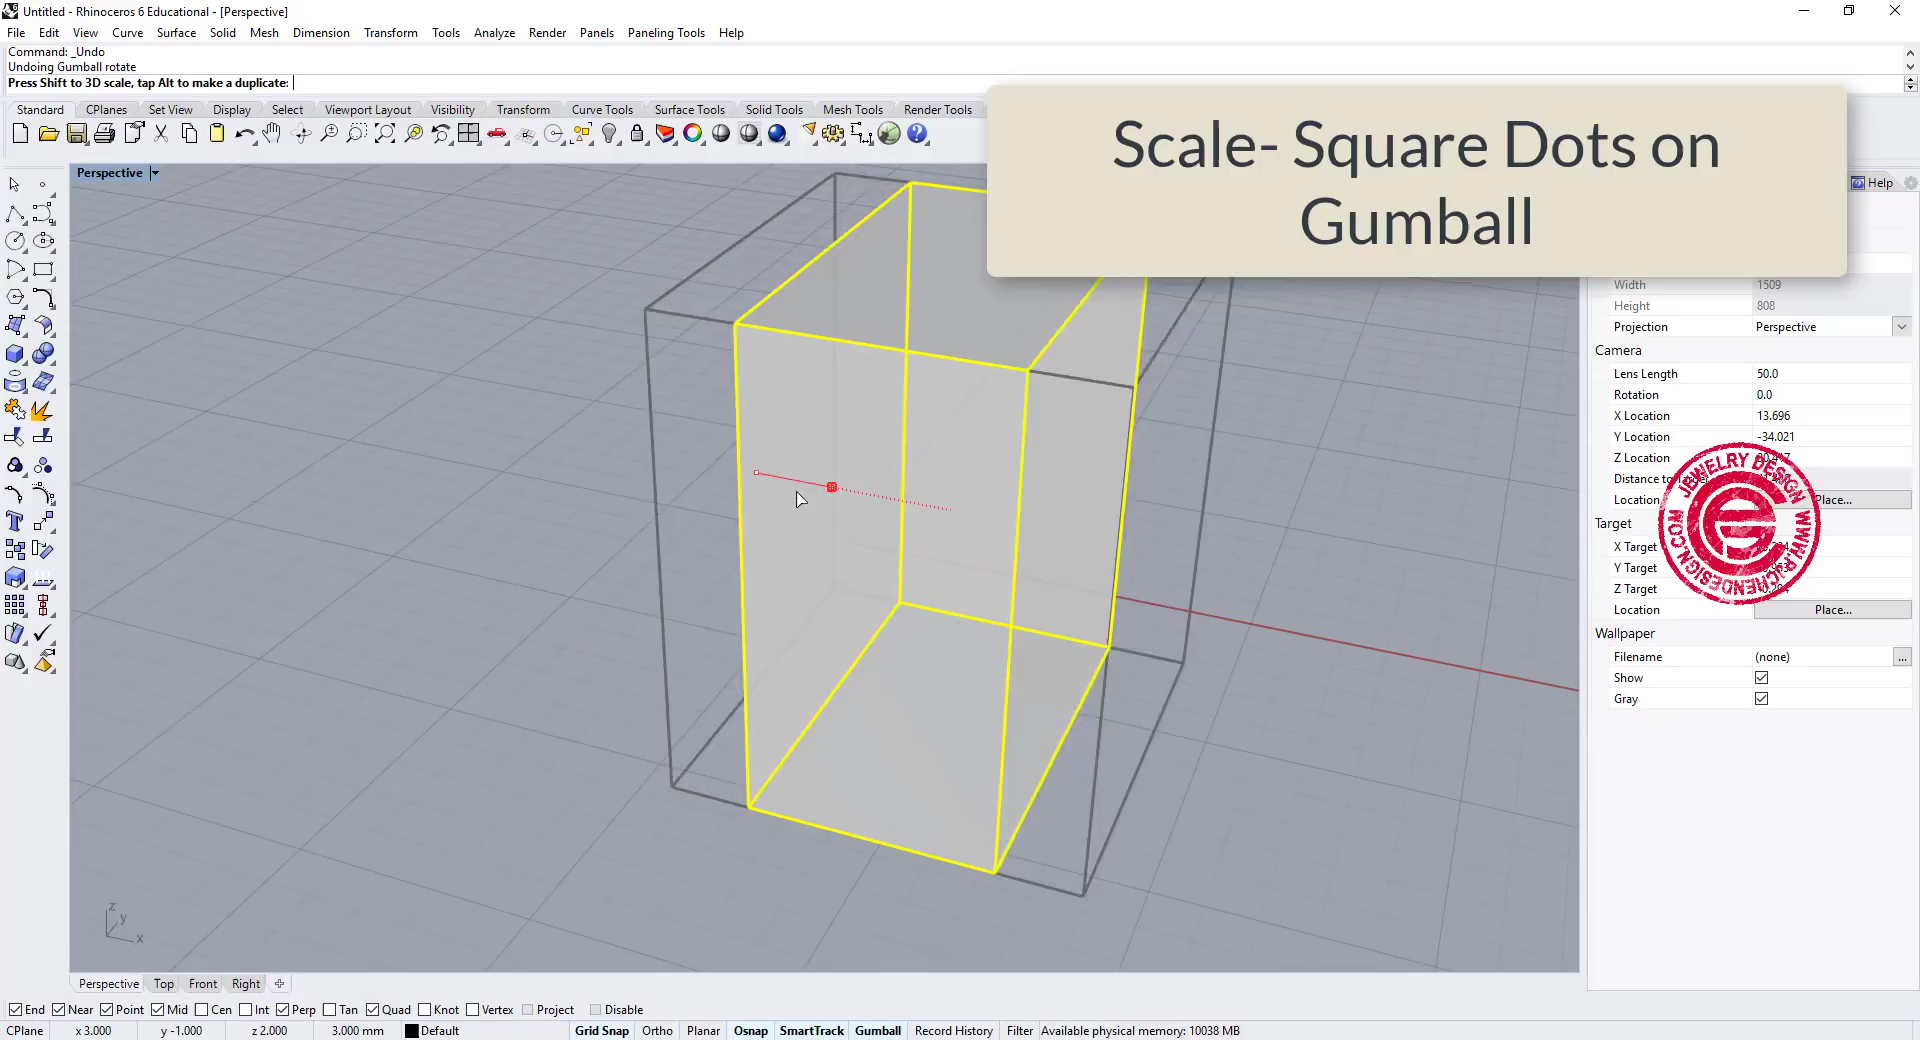 Untitled - Rhinoceros 6 Educational - [Perspective]
File Edit View Curve Surface Solid Mesh Dimension Transform Tools Analyze Render Panels Paneling Tools Help
Command: _Undo
Undoing Gumball rotate
Press Shift to 3D scale, tap Alt to make a duplicate:
Standard CPlanes Set View Display Select Viewport Layout Visibility Transform Curve Tools Surface Tools Solid Tools Mesh Tools Render Tools
Scale- Square Dots on
Gumball
Perspective
Help
Width 1509
Height 808
Projection Perspective
Camera
Lens Length 50.0
Rotation 0.0
X Location 13.696
Y Location -34.021
Z Location
Distance to
Location Place...
Target
X Target
Y Target
Z Target
Location Place...
Wallpaper
Filename (none) ...
Show
Gray
JEWELRY DESIGN WWW.RJCHENDESIGN.COM
z
y
x
Perspective Top Front Right
End Near Point Mid Cen Int Perp Tan Quad Knot Vertex Project Disable
CPlane x 3.000 y -1.000 z 2.000 3.000 mm Default Grid Snap Ortho Planar Osnap SmartTrack Gumball Record History Filter Available physical memory: 10038 MB